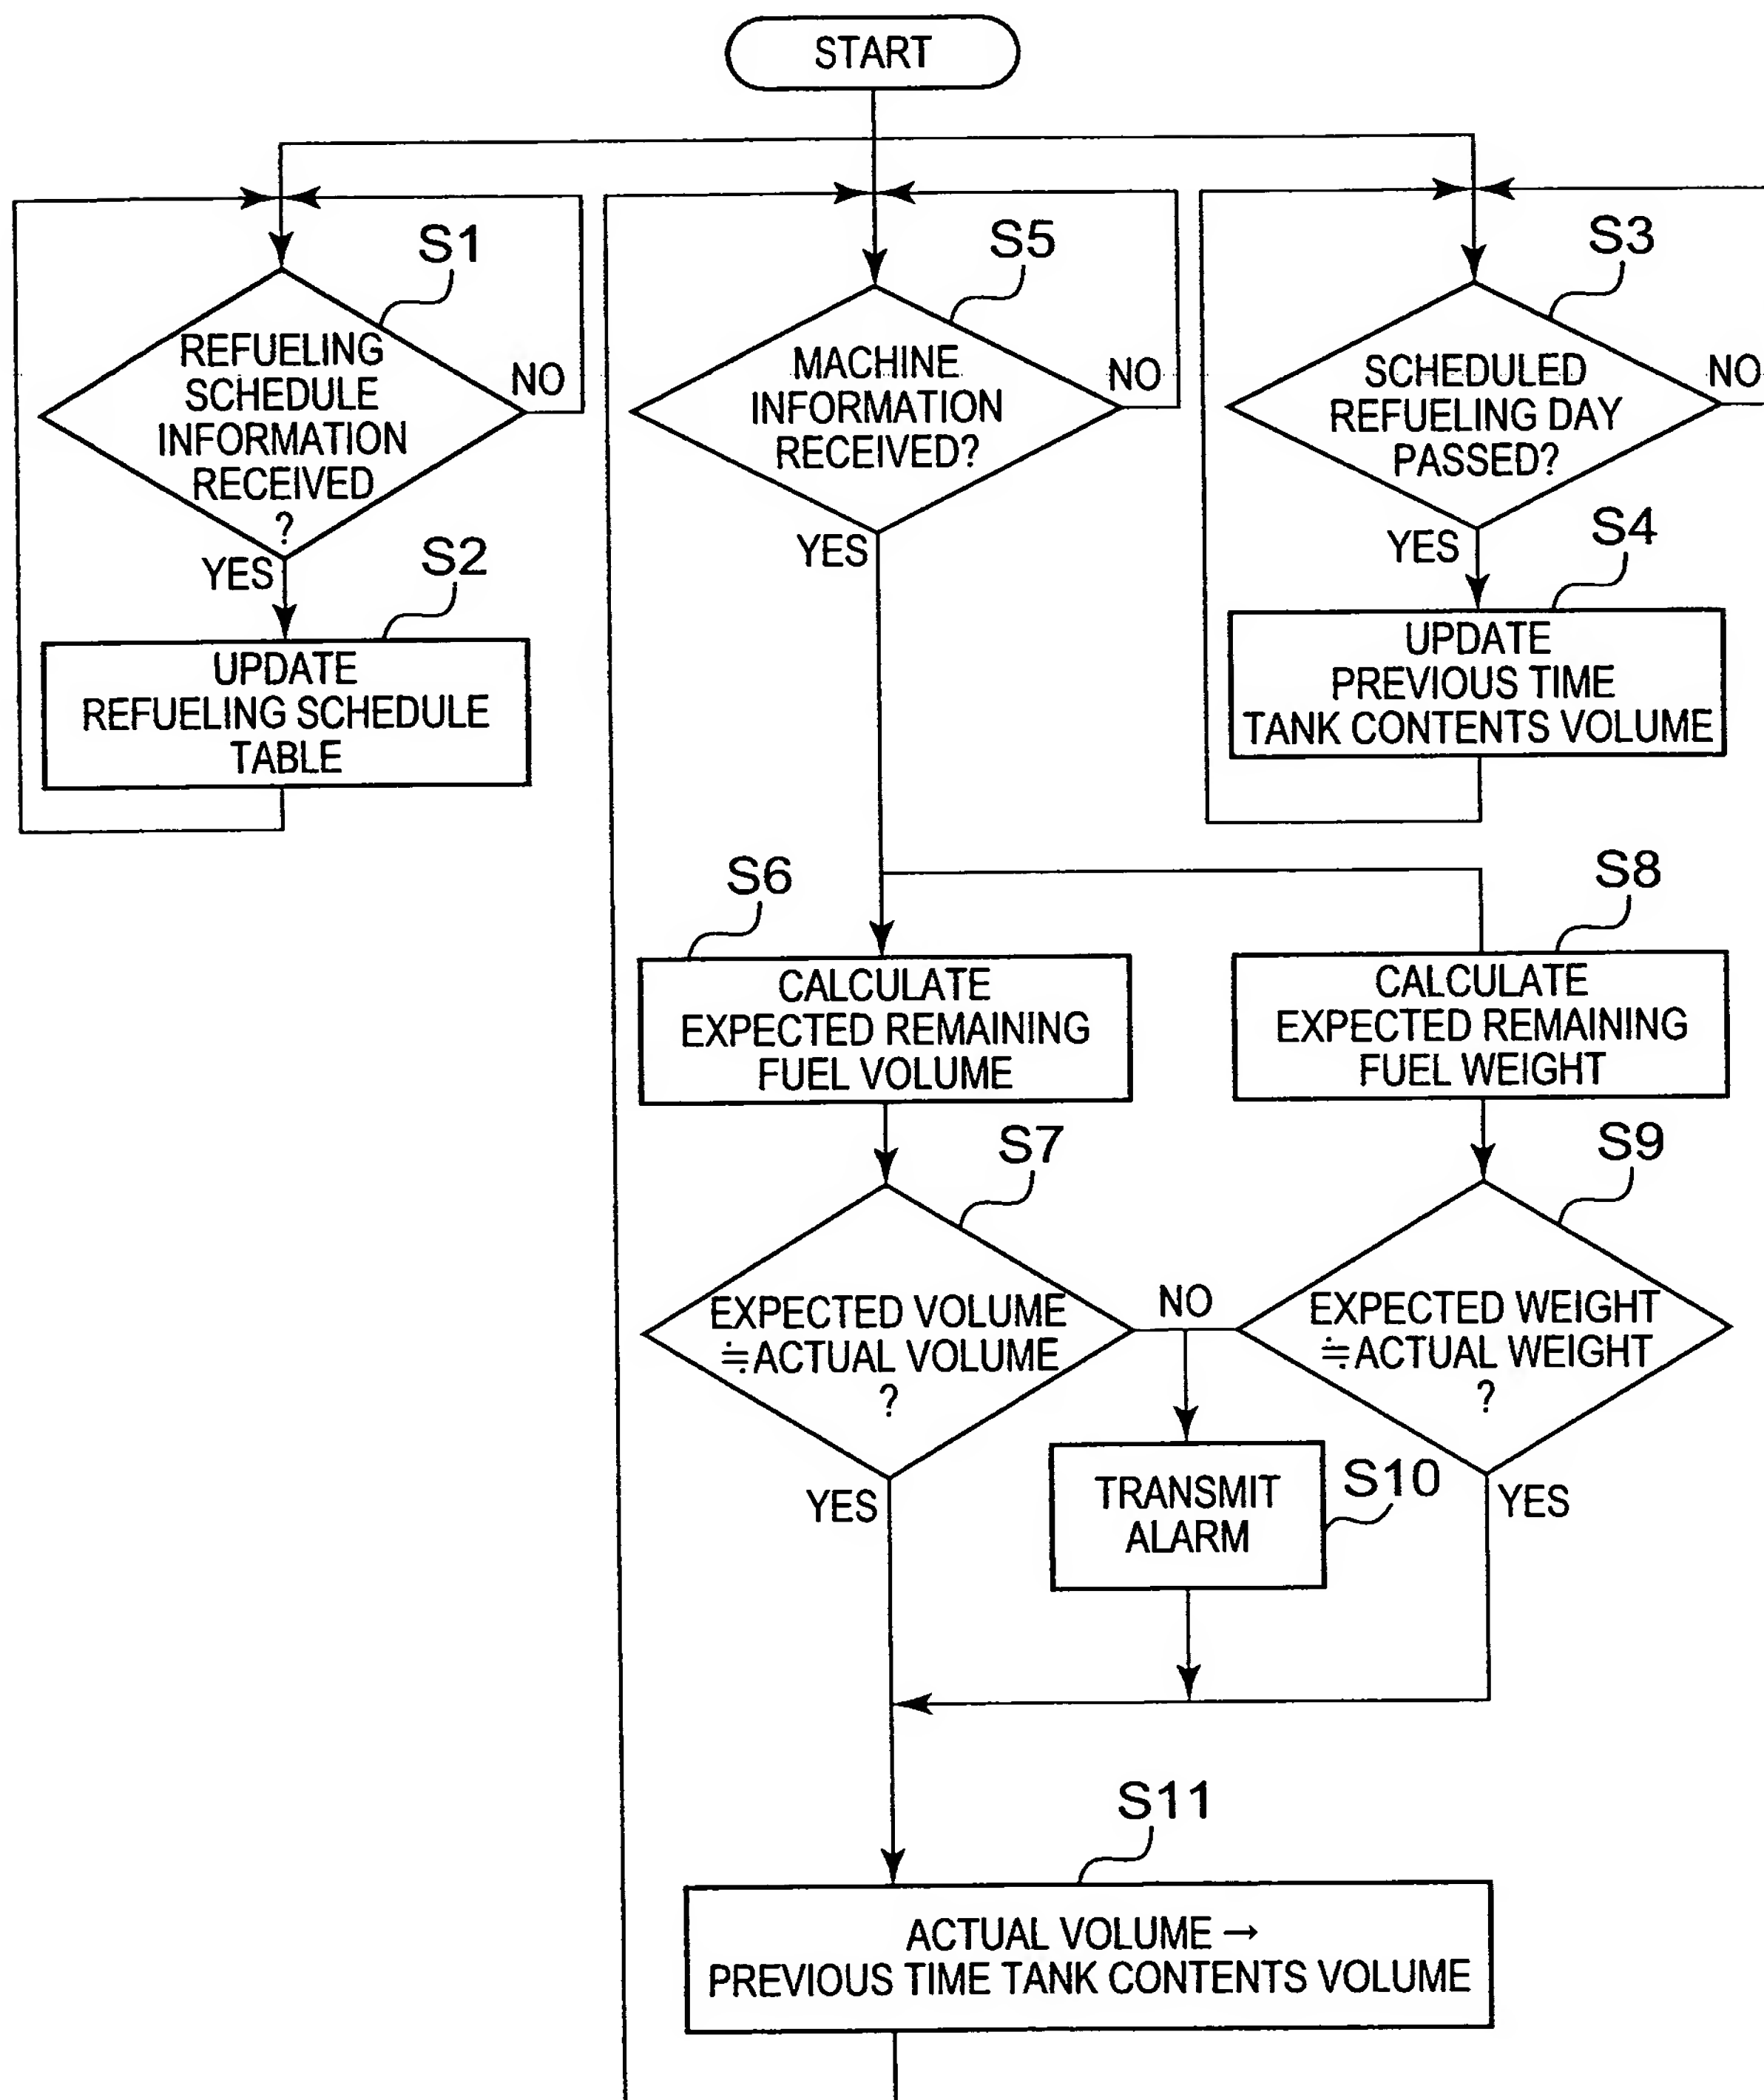 START
S1
REFUELING
SCHEDULE
INFORMATION
RECEIVED
?
NO
YES
S2
UPDATE
REFUELING SCHEDULE
TABLE
S5
MACHINE
INFORMATION
RECEIVED?
NO
YES
S3
SCHEDULED
REFUELING DAY
PASSED?
NO
YES
S4
UPDATE
PREVIOUS TIME
TANK CONTENTS VOLUME
S6
CALCULATE
EXPECTED REMAINING
FUEL VOLUME
S8
CALCULATE
EXPECTED REMAINING
FUEL WEIGHT
S7
EXPECTED VOLUME
≒ACTUAL VOLUME
?
NO
YES
S9
EXPECTED WEIGHT
≒ACTUAL WEIGHT
?
YES
TRANSMIT
ALARM
S10
S11
ACTUAL VOLUME →
PREVIOUS TIME TANK CONTENTS VOLUME